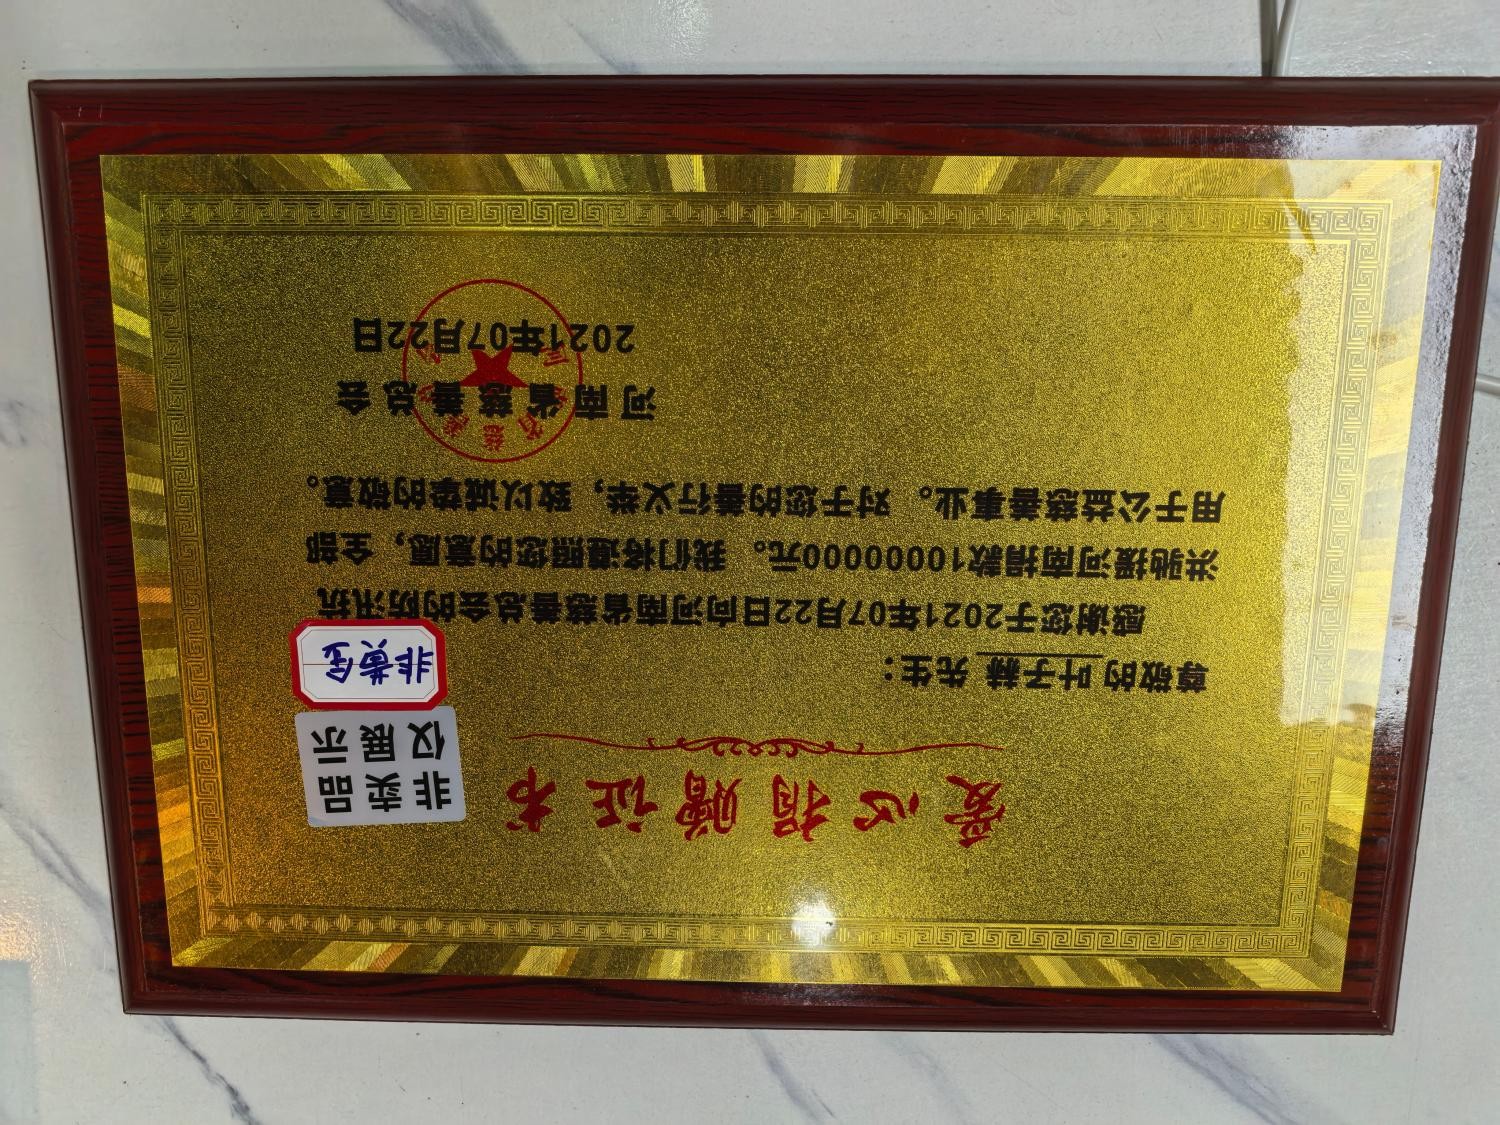 爱心捐赠证书
非卖品
仅展示
非黄金
尊敬的 叶子赫 先生：
感谢您于2021年07月22日向河南省慈善总会的防汛抗
洪驰援河南捐款10000000元。我们将遵照您的意愿，全部
用于公益慈善事业。对于您的善行义举，致以诚挚的敬意。
河南省慈善总会
2021年07月22日